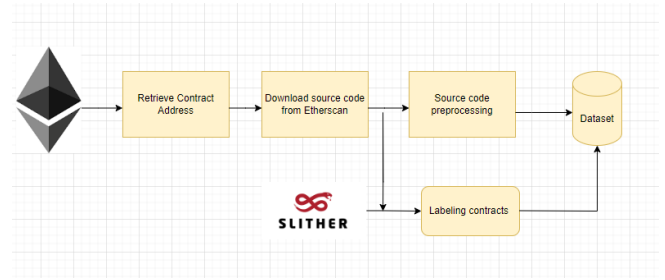 Retrieve Contract
Address
Download source code
from Etherscan
Source code
preprocessing
Dataset
SLITHER
Labeling contracts